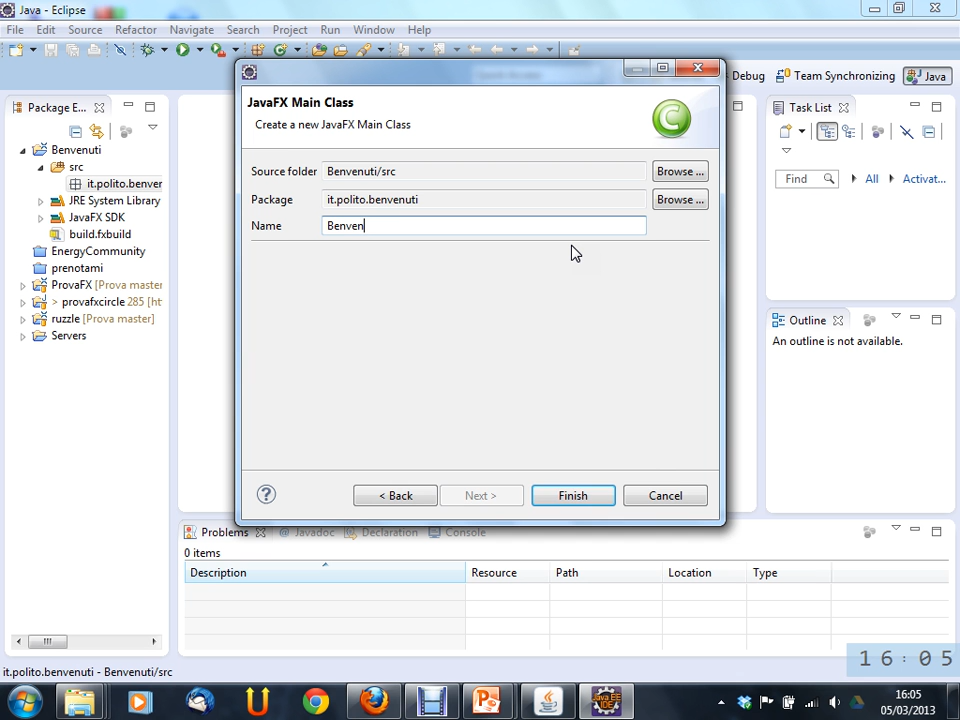 Java - Eclipse
File Edit Source Refactor Navigate Search Project Run Window Help
Debug Team Synchronizing Java
Package E...
Benvenuti
src
it.polito.benver
JRE System Library
JavaFX SDK
build.fxbuild
EnergyCommunity
prenotami
ProvaFX [Prova master
> provafxcircle 285 [ht
ruzzle [Prova master]
Servers
JavaFX Main Class
Create a new JavaFX Main Class
C
Source folder Benvenuti/src Browse ...
Package it.polito.benvenuti Browse ...
Name Benven
? < Back Next > Finish Cancel
Task List
Find All Activat...
Outline
An outline is not available.
Problems @ Javadoc Declaration Console
0 items
Description Resource Path Location Type
it.polito.benvenuti - Benvenuti/src
16:05
Java EE
IDE
16:05
05/03/2013